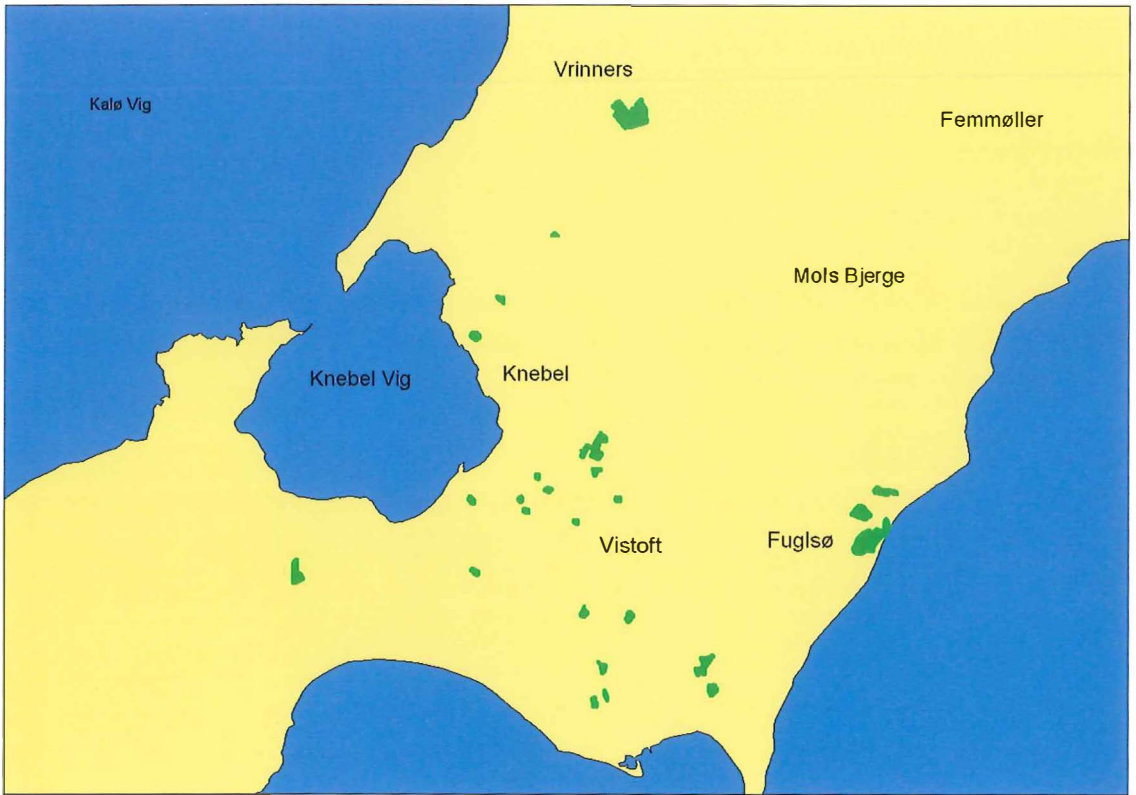 Vrinners
Kalø Vig
Femmøller
Mols Bjerge
Knebel Vig
Knebel
Vistoft
Fuglsø